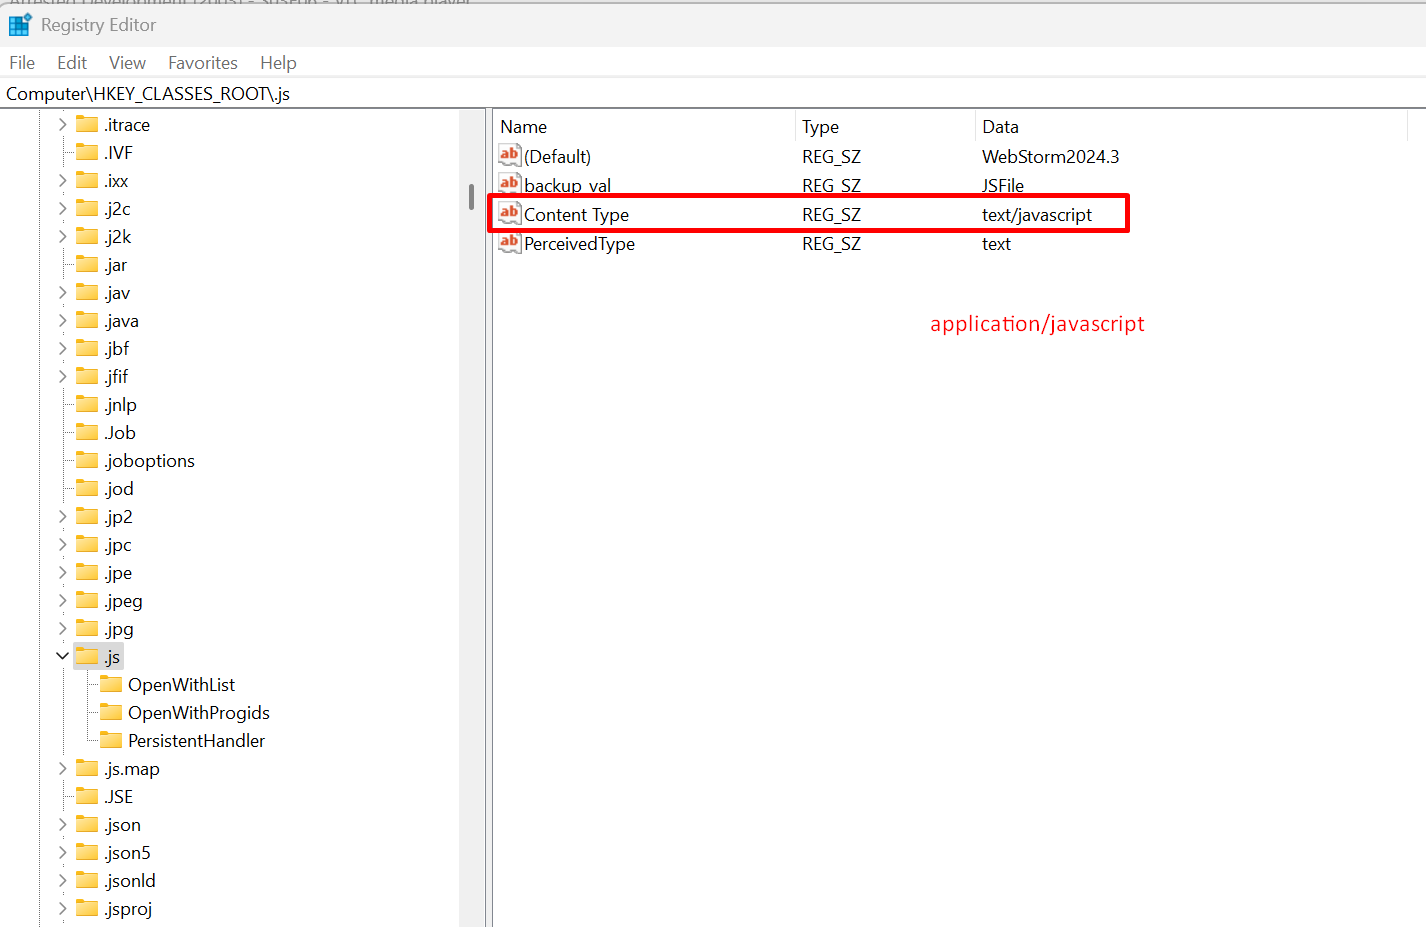 Registry Editor
File Edit View Favorites Help
Computer\HKEY_CLASSES_ROOT\.js
.itrace
.IVF
.ixx
.j2c
.j2k
.jar
.jav
.java
.jbf
.jfif
.jnlp
.Job
.joboptions
.jod
.jp2
.jpc
.jpe
.jpeg
.jpg
.js
OpenWithList
OpenWithProgids
PersistentHandler
.js.map
.JSE
.json
.json5
.jsonld
.jsproj
Name Type Data
(Default) REG_SZ WebStorm2024.3
backup_val REG_SZ JSFile
Content Type REG_SZ text/javascript
PerceivedType REG_SZ text
application/javascript